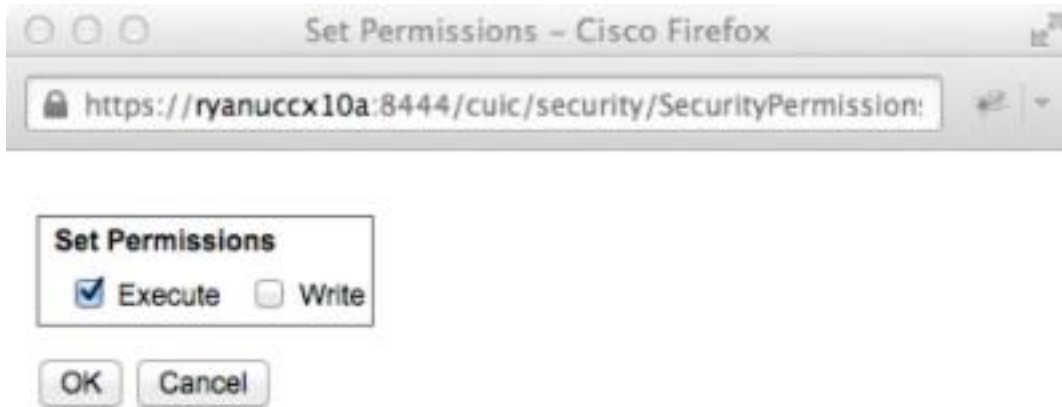 Set Permissions – Cisco Firefox
https://ryanuccx10a:8444/cuic/security/SecurityPermission:
Set Permissions
Execute Write
OK Cancel